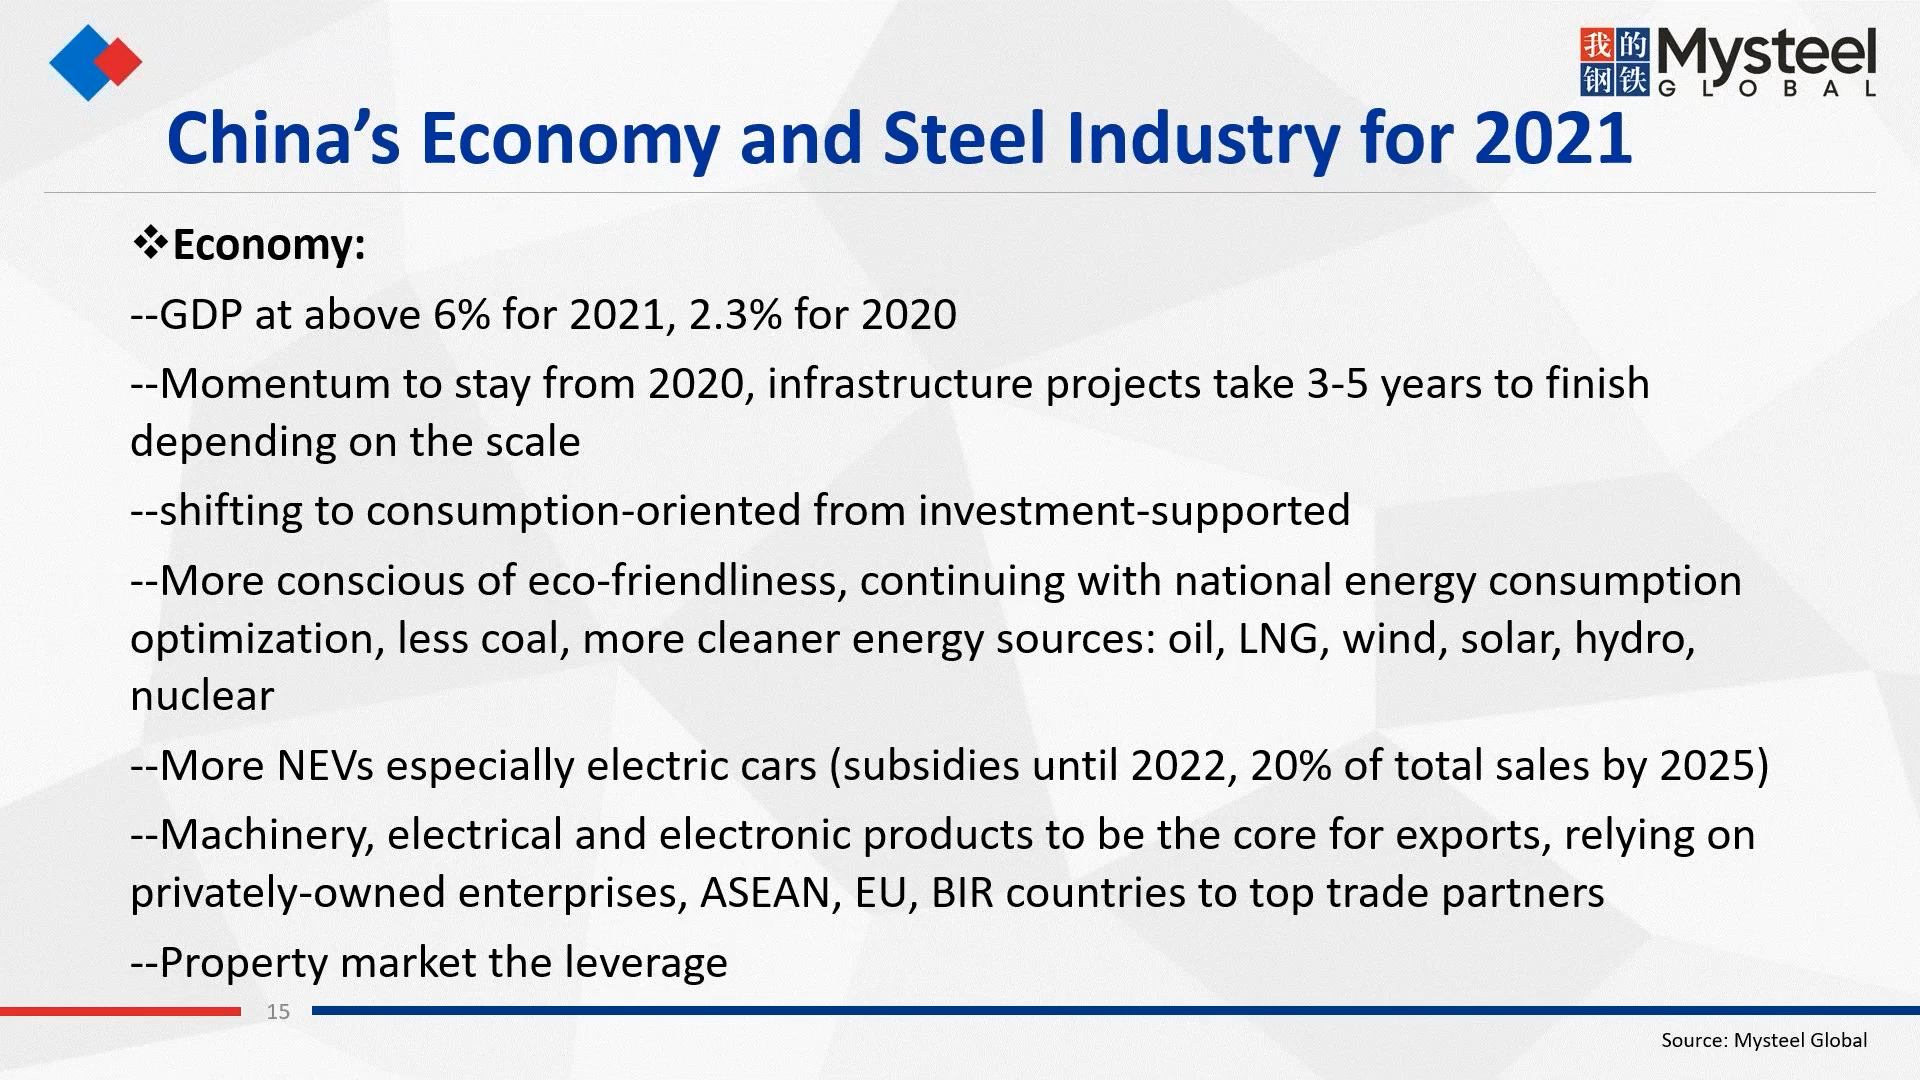 我的
钢铁
Mysteel
GLOBAL
China’s Economy and Steel Industry for 2021
❖Economy:
--GDP at above 6% for 2021, 2.3% for 2020
--Momentum to stay from 2020, infrastructure projects take 3-5 years to finish
depending on the scale
--shifting to consumption-oriented from investment-supported
--More conscious of eco-friendliness, continuing with national energy consumption
optimization, less coal, more cleaner energy sources: oil, LNG, wind, solar, hydro,
nuclear
--More NEVs especially electric cars (subsidies until 2022, 20% of total sales by 2025)
--Machinery, electrical and electronic products to be the core for exports, relying on
privately-owned enterprises, ASEAN, EU, BIR countries to top trade partners
--Property market the leverage
15
Source: Mysteel Global